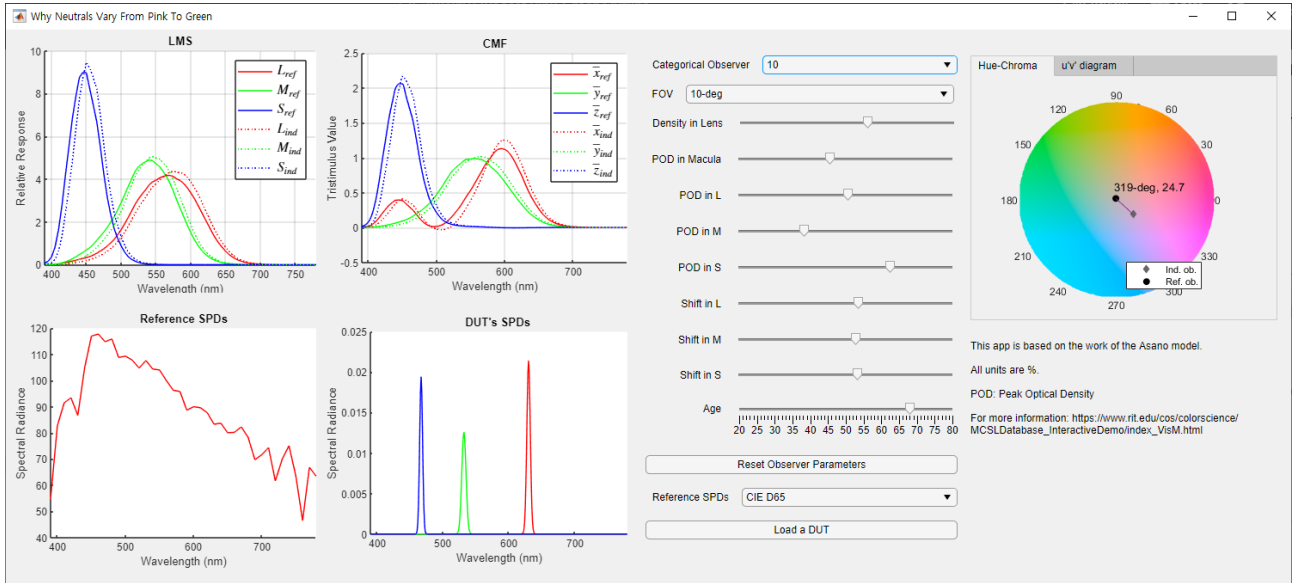 Why Neutrals Vary From Pink To Green
LMS
10
8
6
4
2
0
400 450 500 550 600 650 700 750
Relative Response
Wavelength (nm)
L_ref
M_ref
S_ref
L_ind
M_ind
S_ind
CMF
2.5
2
1.5
1
0.5
0
-0.5
400 500 600 700
Tristimulus Value
Wavelength (nm)
x̅_ref
y̅_ref
z̅_ref
x̅_ind
y̅_ind
z̅_ind
Reference SPDs
120
110
100
90
80
70
60
50
40
400 500 600 700
Spectral Radiance
Wavelength (nm)
DUT's SPDs
0.025
0.02
0.015
0.01
0.005
0
400 500 600 700
Spectral Radiance
Wavelength (nm)
Categorical Observer 10
FOV 10-deg
Density in Lens
POD in Macula
POD in L
POD in M
POD in S
Shift in L
Shift in M
Shift in S
Age
20 25 30 35 40 45 50 55 60 65 70 75 80
Reset Observer Parameters
Reference SPDs CIE D65
Load a DUT
Hue-Chroma u'v' diagram
90
120 60
150 30
319-deg, 24.7
180 0
210 330
240 300
270
Ind. ob.
Ref. ob.
This app is based on the work of the Asano model.
All units are %.
POD: Peak Optical Density
For more information: https://www.rit.edu/cos/colorscience/
MCSLDatabase_InteractiveDemo/index_VisM.html